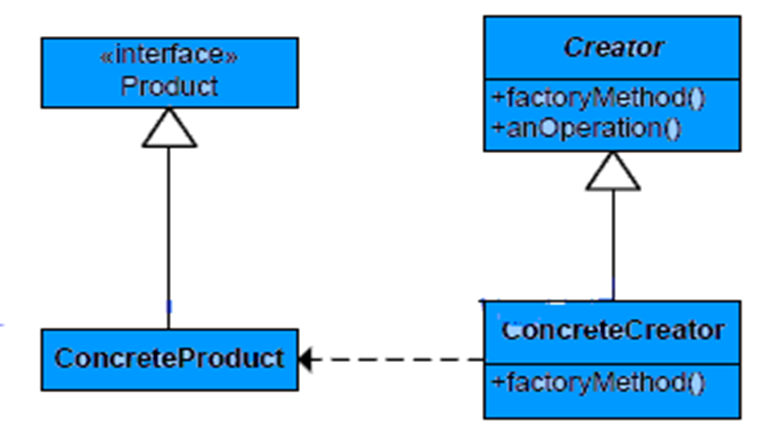 «interface»
Product
Creator
+factoryMethod()
+anOperation()
ConcreteProduct
ConcreteCreator
+factoryMethod()